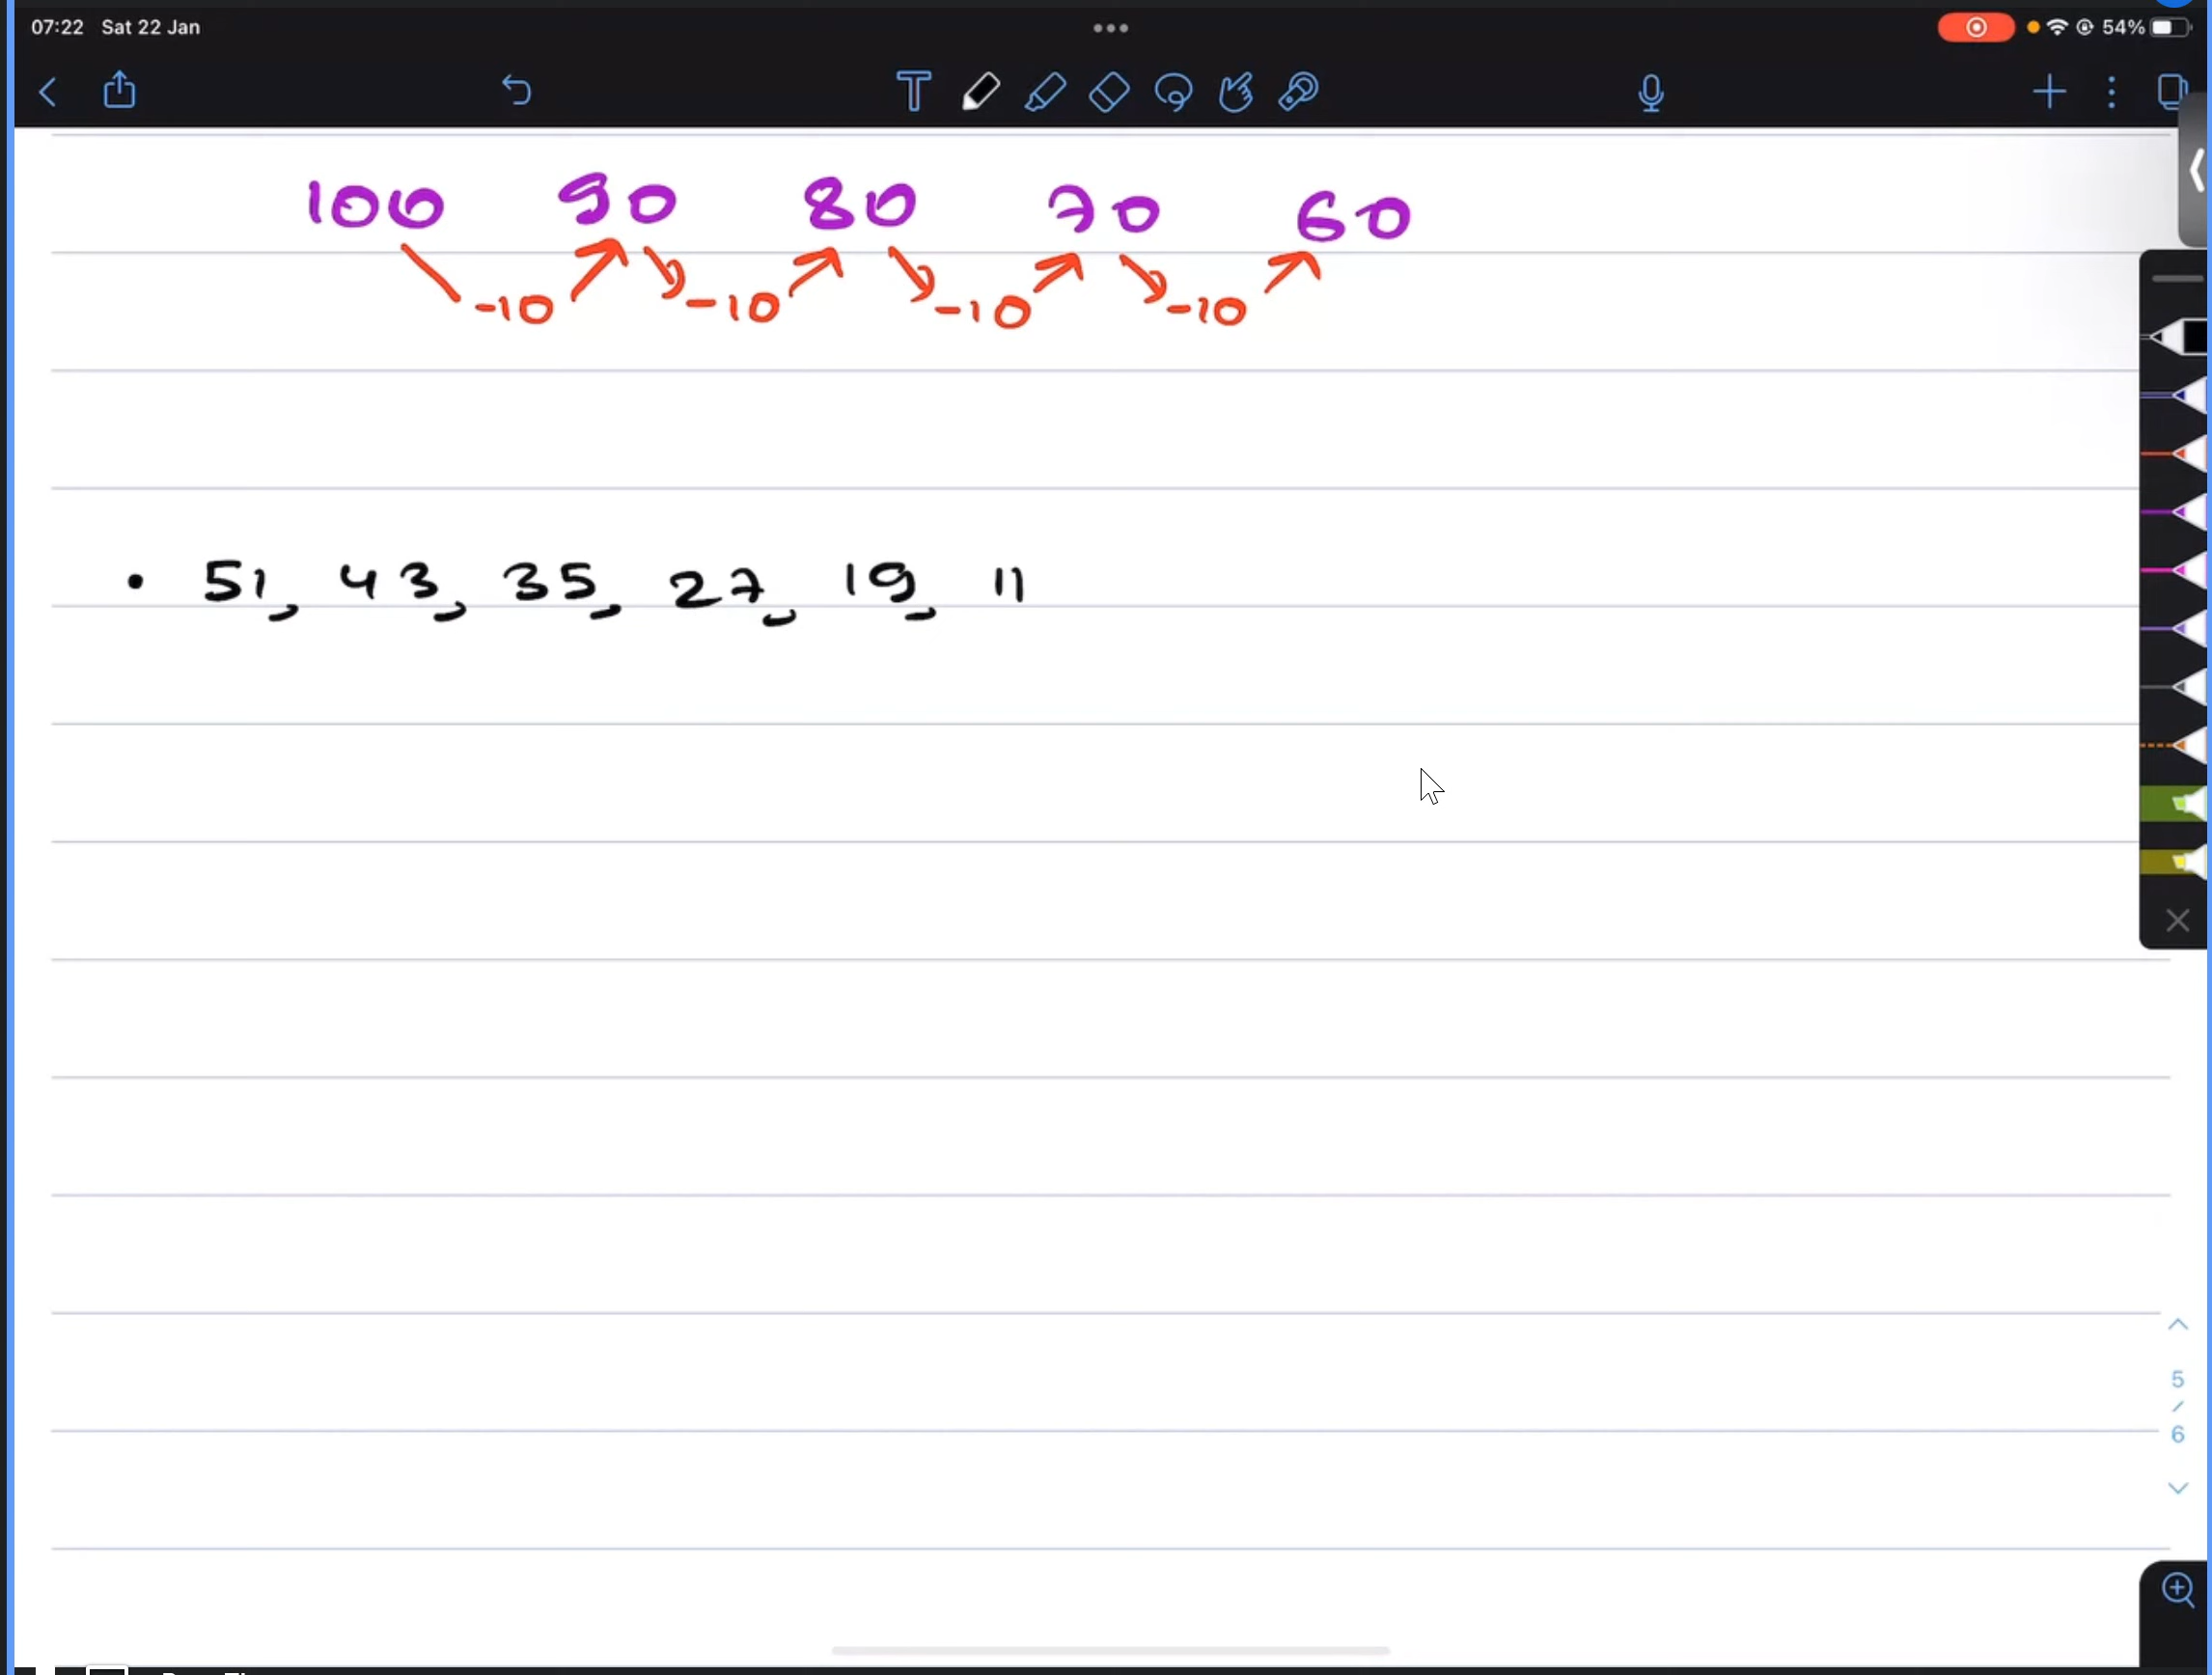 07:22 Sat 22 Jan 54%
100 90 80 70 60
-10 -10 -10 -10
• 51, 43, 35, 27, 19, 11
5
/
6